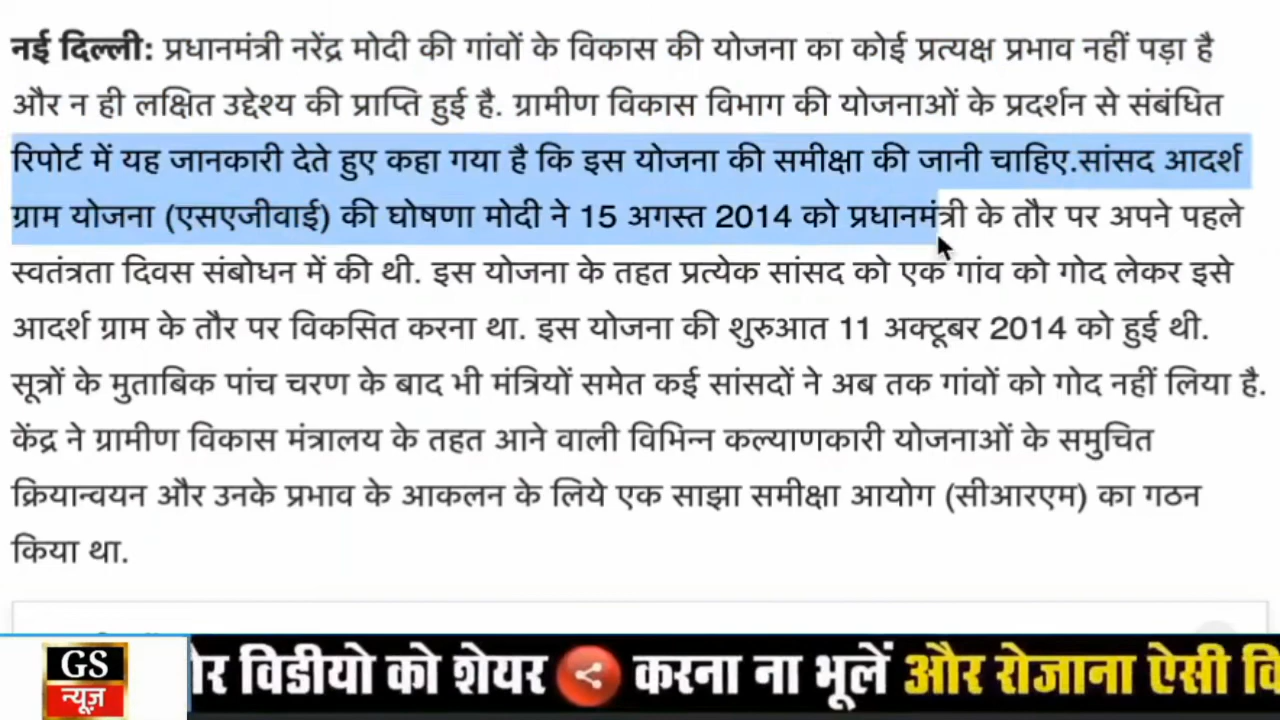 नई दिल्ली: प्रधानमंत्री नरेंद्र मोदी की गांवों के विकास की योजना का कोई प्रत्यक्ष प्रभाव नहीं पड़ा है
और न ही लक्षित उद्देश्य की प्राप्ति हुई है. ग्रामीण विकास विभाग की योजनाओं के प्रदर्शन से संबंधित
रिपोर्ट में यह जानकारी देते हुए कहा गया है कि इस योजना की समीक्षा की जानी चाहिए.सांसद आदर्श
ग्राम योजना (एसएजीवाई) की घोषणा मोदी ने 15 अगस्त 2014 को प्रधानमंत्री के तौर पर अपने पहले
स्वतंत्रता दिवस संबोधन में की थी. इस योजना के तहत प्रत्येक सांसद को एक गांव को गोद लेकर इसे
आदर्श ग्राम के तौर पर विकसित करना था. इस योजना की शुरुआत 11 अक्टूबर 2014 को हुई थी.
सूत्रों के मुताबिक पांच चरण के बाद भी मंत्रियों समेत कई सांसदों ने अब तक गांवों को गोद नहीं लिया है.
केंद्र ने ग्रामीण विकास मंत्रालय के तहत आने वाली विभिन्न कल्याणकारी योजनाओं के समुचित
क्रियान्वयन और उनके प्रभाव के आकलन के लिये एक साझा समीक्षा आयोग (सीआरएम) का गठन
किया था.
GS
न्यूज़
विडीयो को शेयर करना ना भूलें और रोजाना ऐसी